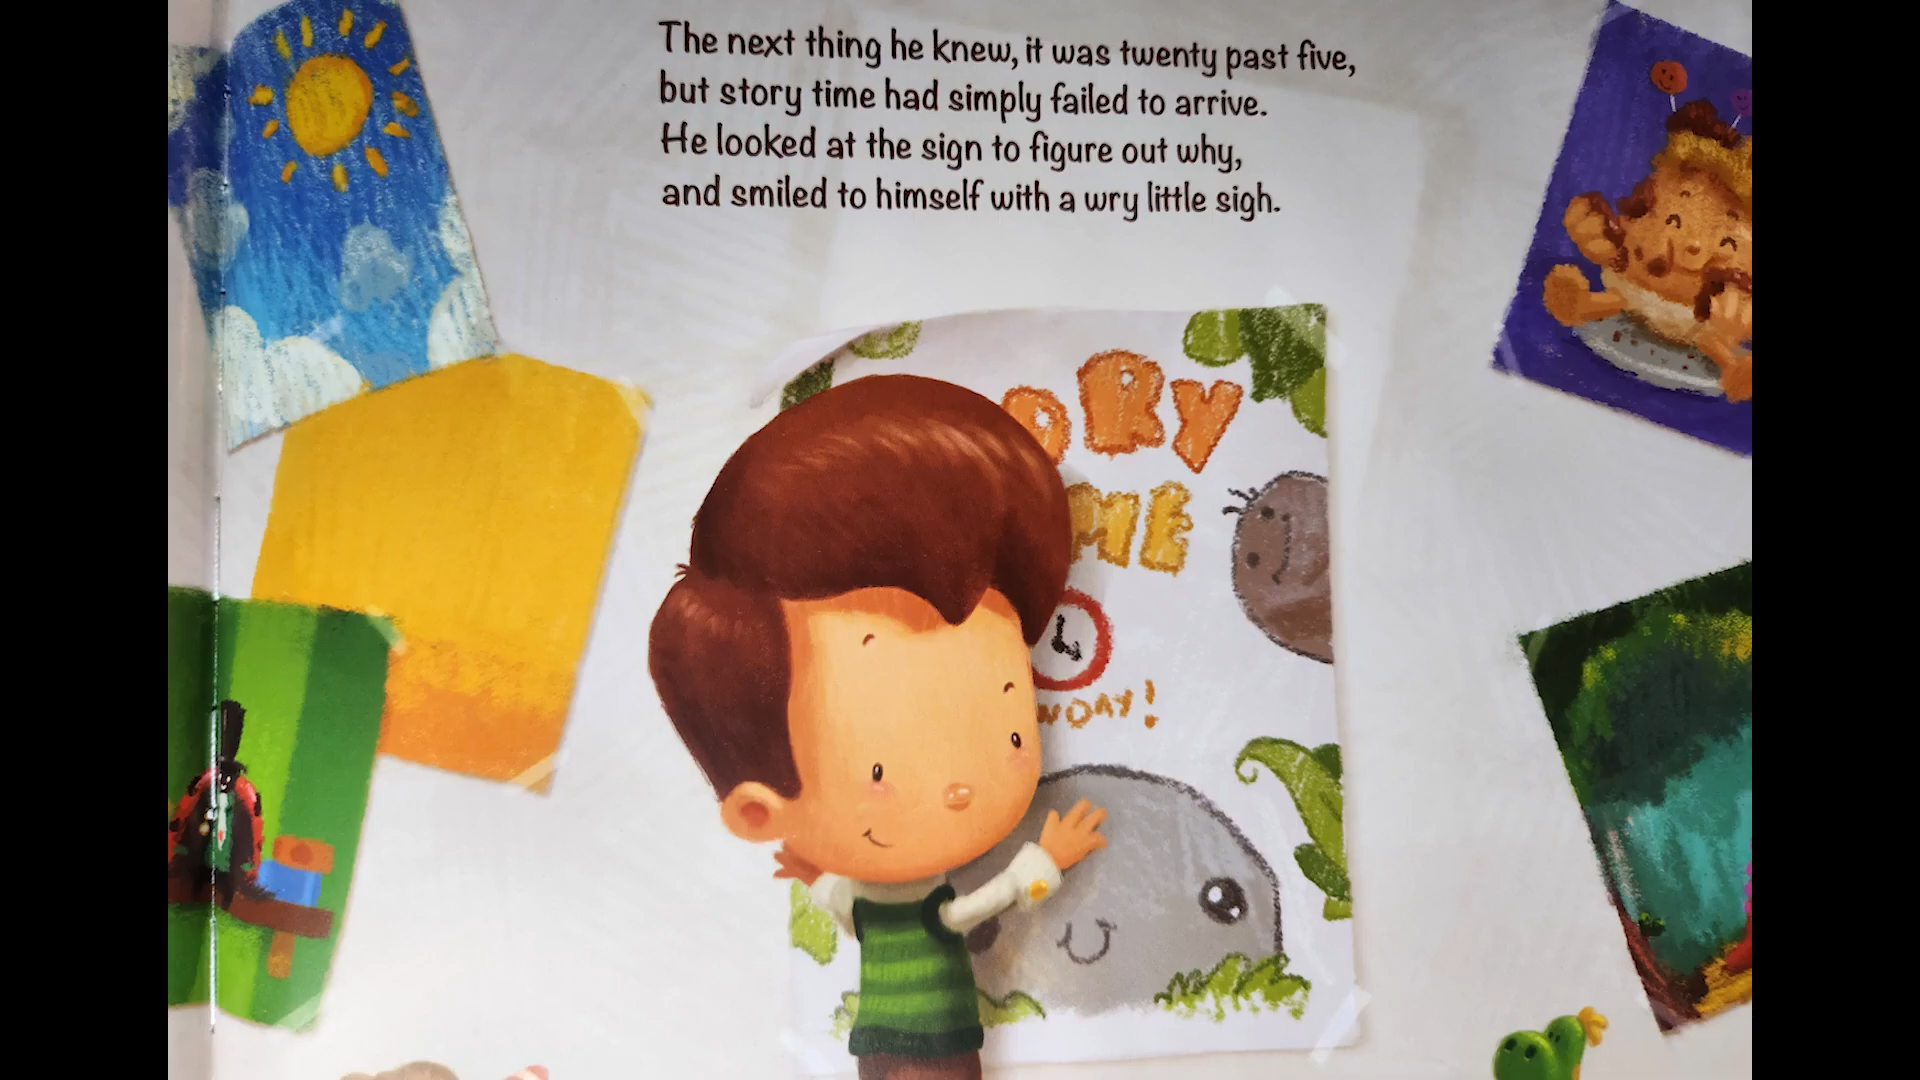 The next thing he knew, it was twenty past five,
but story time had simply failed to arrive.
He looked at the sign to figure out why,
and smiled to himself with a wry little sigh.
ORY
ME
NDAY!